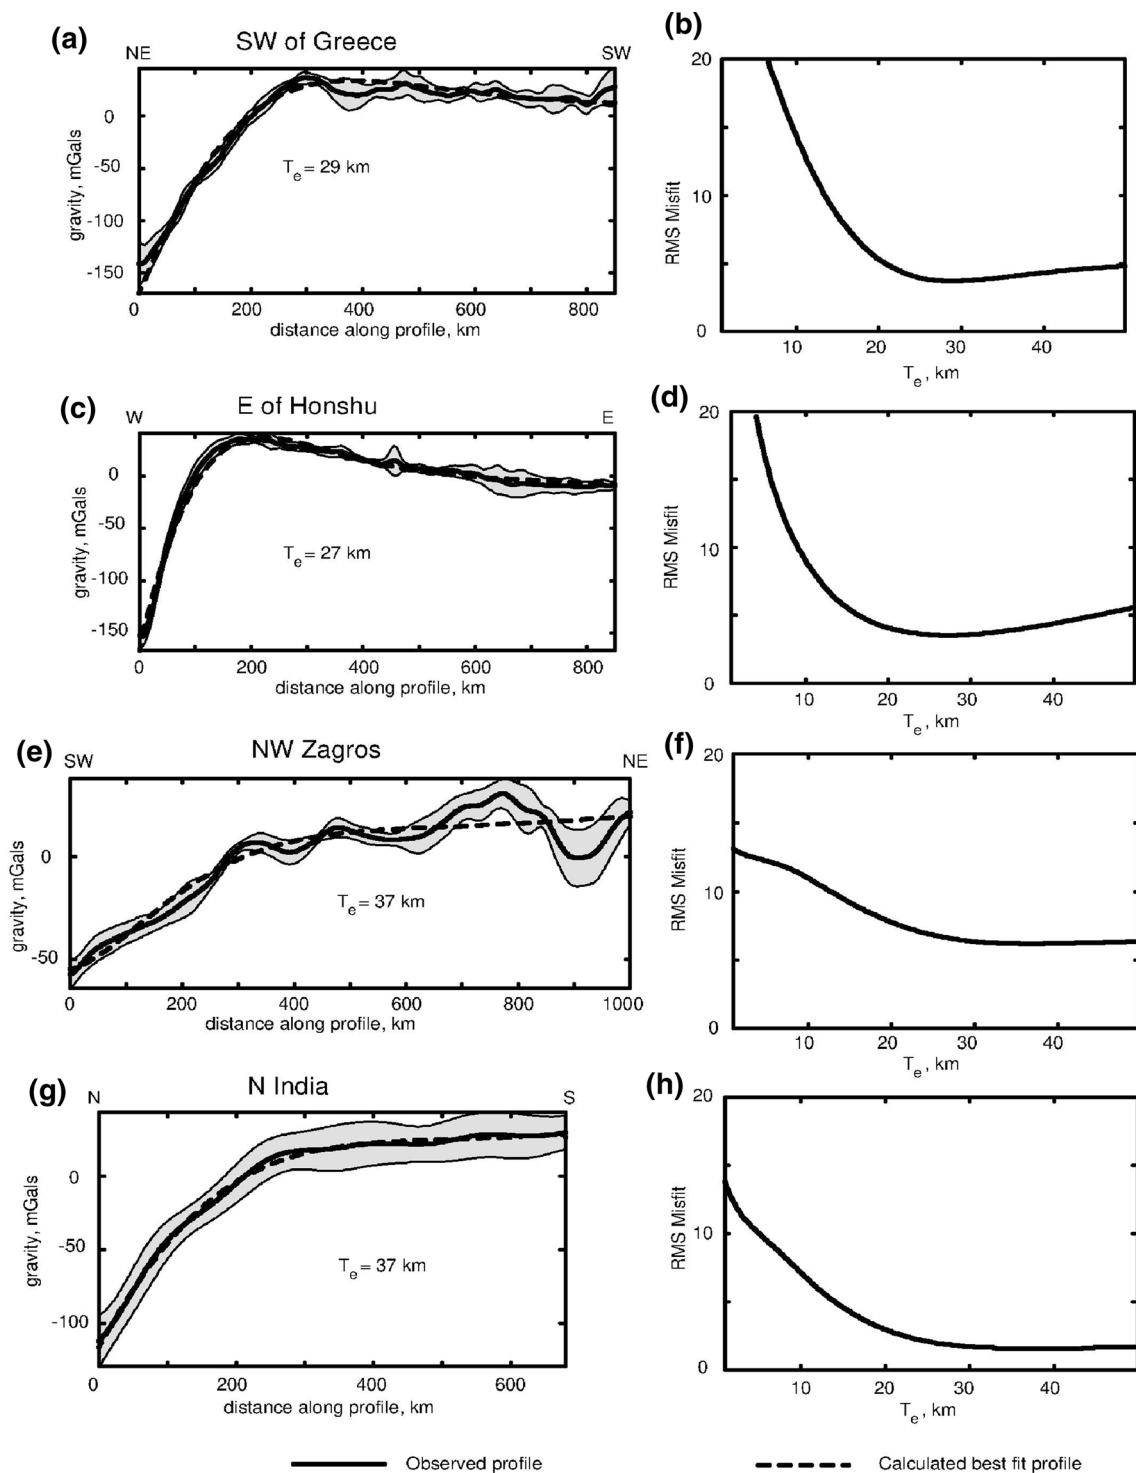 (a)
SW of Greece
NE
SW
gravity, mGals
0
-50
-100
-150
T_e = 29 km
0 200 400 600 800
distance along profile, km
(b)
RMS Misfit
20
10
0
10 20 30 40
T_e, km
(c)
E of Honshu
W
E
gravity, mGals
0
-50
-100
-150
T_e = 27 km
0 200 400 600 800
distance along profile, km
(d)
RMS Misfit
20
10
0
10 20 30 40
T_e, km
(e)
NW Zagros
SW
NE
gravity, mGals
0
-50
T_e = 37 km
0 200 400 600 800 1000
distance along profile, km
(f)
RMS Misfit
20
10
0
10 20 30 40
T_e, km
(g)
N India
N
S
gravity, mGals
0
-50
-100
T_e = 37 km
0 200 400 600
distance along profile, km
(h)
RMS Misfit
20
10
0
10 20 30 40
T_e, km
Observed profile
Calculated best fit profile